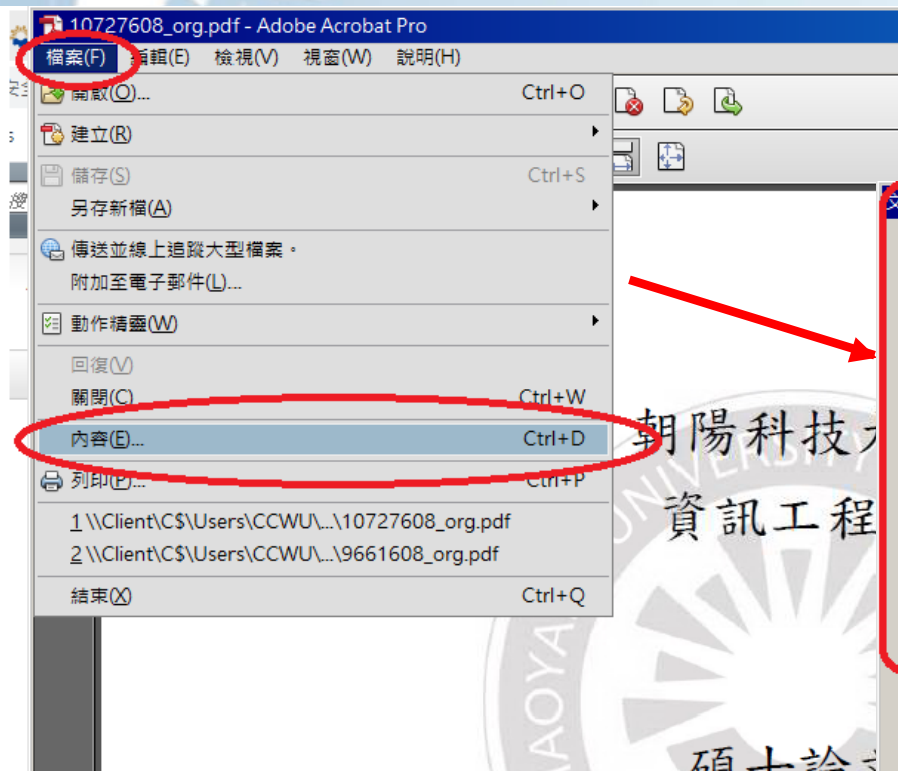 10727608_org.pdf - Adobe Acrobat Pro
檔案(F) 編輯(E) 檢視(V) 視窗(W) 說明(H)
開啟(O)... Ctrl+O
建立(R)
儲存(S) Ctrl+S
另存新檔(A)
傳送並線上追蹤大型檔案。
附加至電子郵件(L)...
動作精靈(W)
回復(V)
關閉(C) Ctrl+W
內容(E)... Ctrl+D
列印(P)... Ctrl+P
1 \\Client\C$\Users\CCWU\...\10727608_org.pdf
2 \\Client\C$\Users\CCWU\...\9661608_org.pdf
結束(X) Ctrl+Q
朝陽科技
資訊工程
UNIVERSITY
碩士論